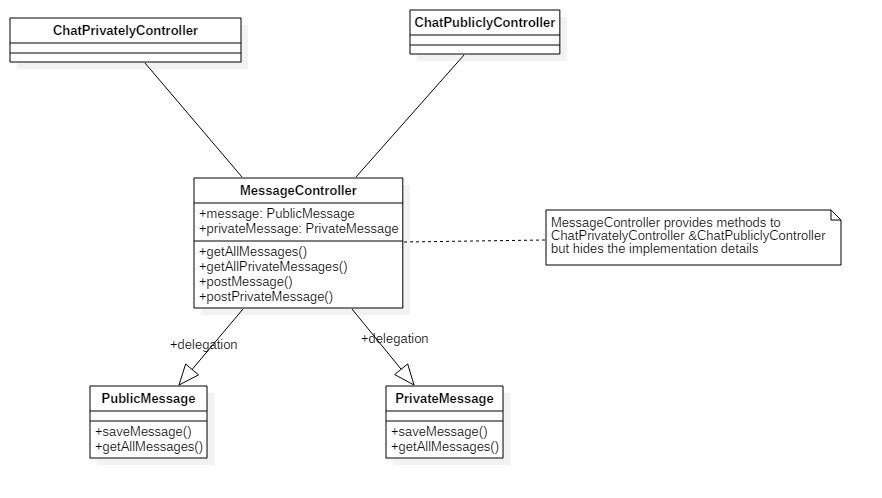 ChatPrivatelyController
ChatPubliclyController
MessageController
+message: PublicMessage
+privateMessage: PrivateMessage
+getAllMessages()
+getAllPrivateMessages()
+postMessage()
+postPrivateMessage()
MessageController provides methods to
ChatPrivatelyController &ChatPubliclyController
but hides the implementation details
+delegation
+delegation
PublicMessage
+saveMessage()
+getAllMessages()
PrivateMessage
+saveMessage()
+getAllMessages()